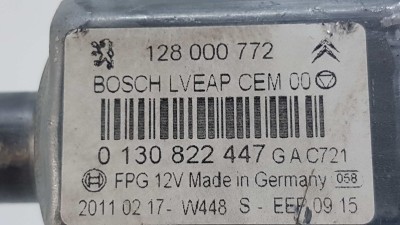 128 000 772
BOSCH LVEAP CEM 00
0 130 822 447 G A C721
FPG 12V Made in Germany 058
2011 02 17- W448 S - EEP 09 15